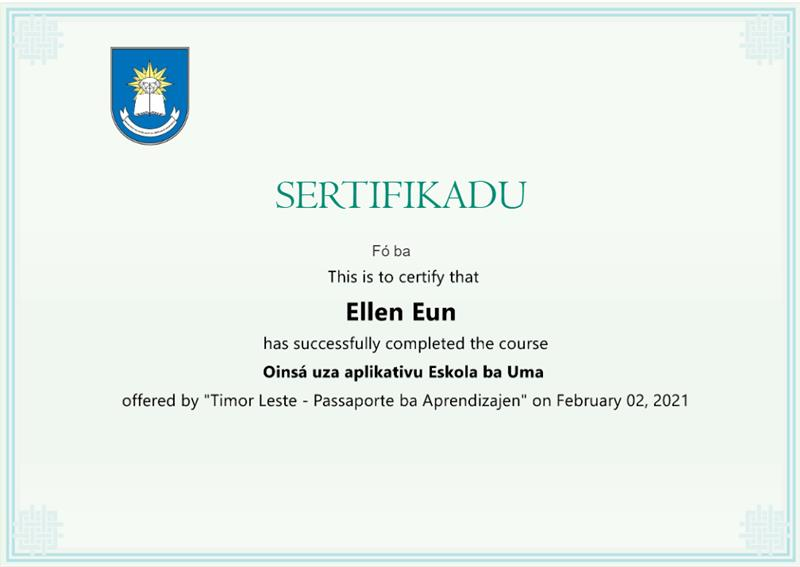 SERTIFIKADU
Fó ba
This is to certify that
Ellen Eun
has successfully completed the course
Oinsá uza aplikativu Eskola ba Uma
offered by "Timor Leste - Passaporte ba Aprendizajen" on February 02, 2021